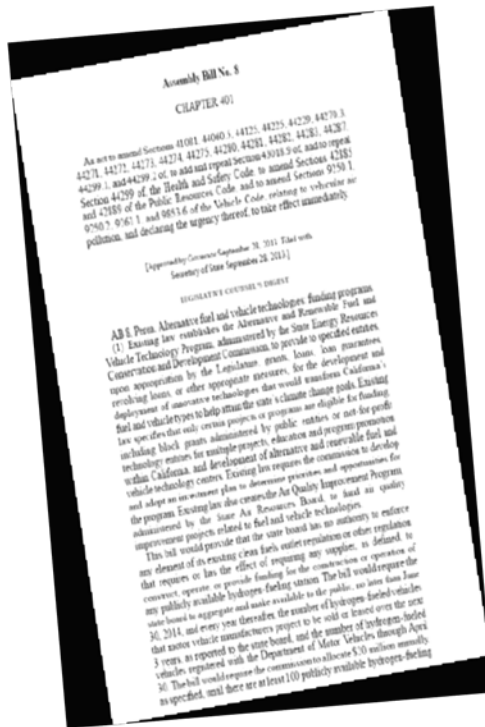 Assembly Bill No. 8
CHAPTER 401
An act to amend Sections 41081, 44060.5, 44125, 44225, 44229, 44270.3,
44271, 44272, 44273, 44274, 44275, 44280, 44281, 44282, 44283, 44287,
44299.1, and 44299.2 of, to add and repeal Section 43018.9 of, and to repeal
Section 44299 of, the Health and Safety Code, to amend Sections 42885
and 42889 of the Public Resources Code, and to amend Sections 9250.1,
9250.2, 9261.1, and 9853.6 of the Vehicle Code, relating to vehicular air
pollution, and declaring the urgency thereof, to take effect immediately.
[Approved by Governor September 28, 2013. Filed with
Secretary of State September 28, 2013.]
LEGISLATIVE COUNSEL'S DIGEST
AB 8, Perea. Alternative fuel and vehicle technologies: funding programs.
(1) Existing law establishes the Alternative and Renewable Fuel and
Vehicle Technology Program, administered by the State Energy Resources
Conservation and Development Commission, to provide to specified entities,
upon appropriation by the Legislature, grants, loans, loan guarantees,
revolving loans, or other appropriate measures, for the development and
deployment of innovative technologies that would transform California's
fuel and vehicle types to help attain the state's climate change goals. Existing
law specifies that only certain projects or programs are eligible for funding,
including block grants administered by public entities or not-for-profit
technology entities for multiple projects, education and program promotion
within California, and development of alternative and renewable fuel and
vehicle technology centers. Existing law requires the commission to develop
and adopt an investment plan to determine priorities and opportunities for
the program. Existing law also creates the Air Quality Improvement Program,
administered by the State Air Resources Board, to fund air quality
improvement projects related to fuel and vehicle technologies.
This bill would provide that the state board has no authority to enforce
any element of its existing clean fuels outlet regulation or other regulation
that requires or has the effect of requiring any supplier, as defined, to
construct, operate, or provide funding for the construction or operation of
any publicly available hydrogen-fueling station. The bill would require the
state board to aggregate and make available to the public, no later than June
30, 2014, and every year thereafter, the number of hydrogen-fueled vehicles
that motor vehicle manufacturers project to be sold or leased over the next
3 years, as reported to the state board, and the number of hydrogen-fueled
vehicles registered with the Department of Motor Vehicles through April
30. The bill would require the commission to allocate $20 million annually,
as specified, until there are at least 100 publicly available hydrogen-fueling